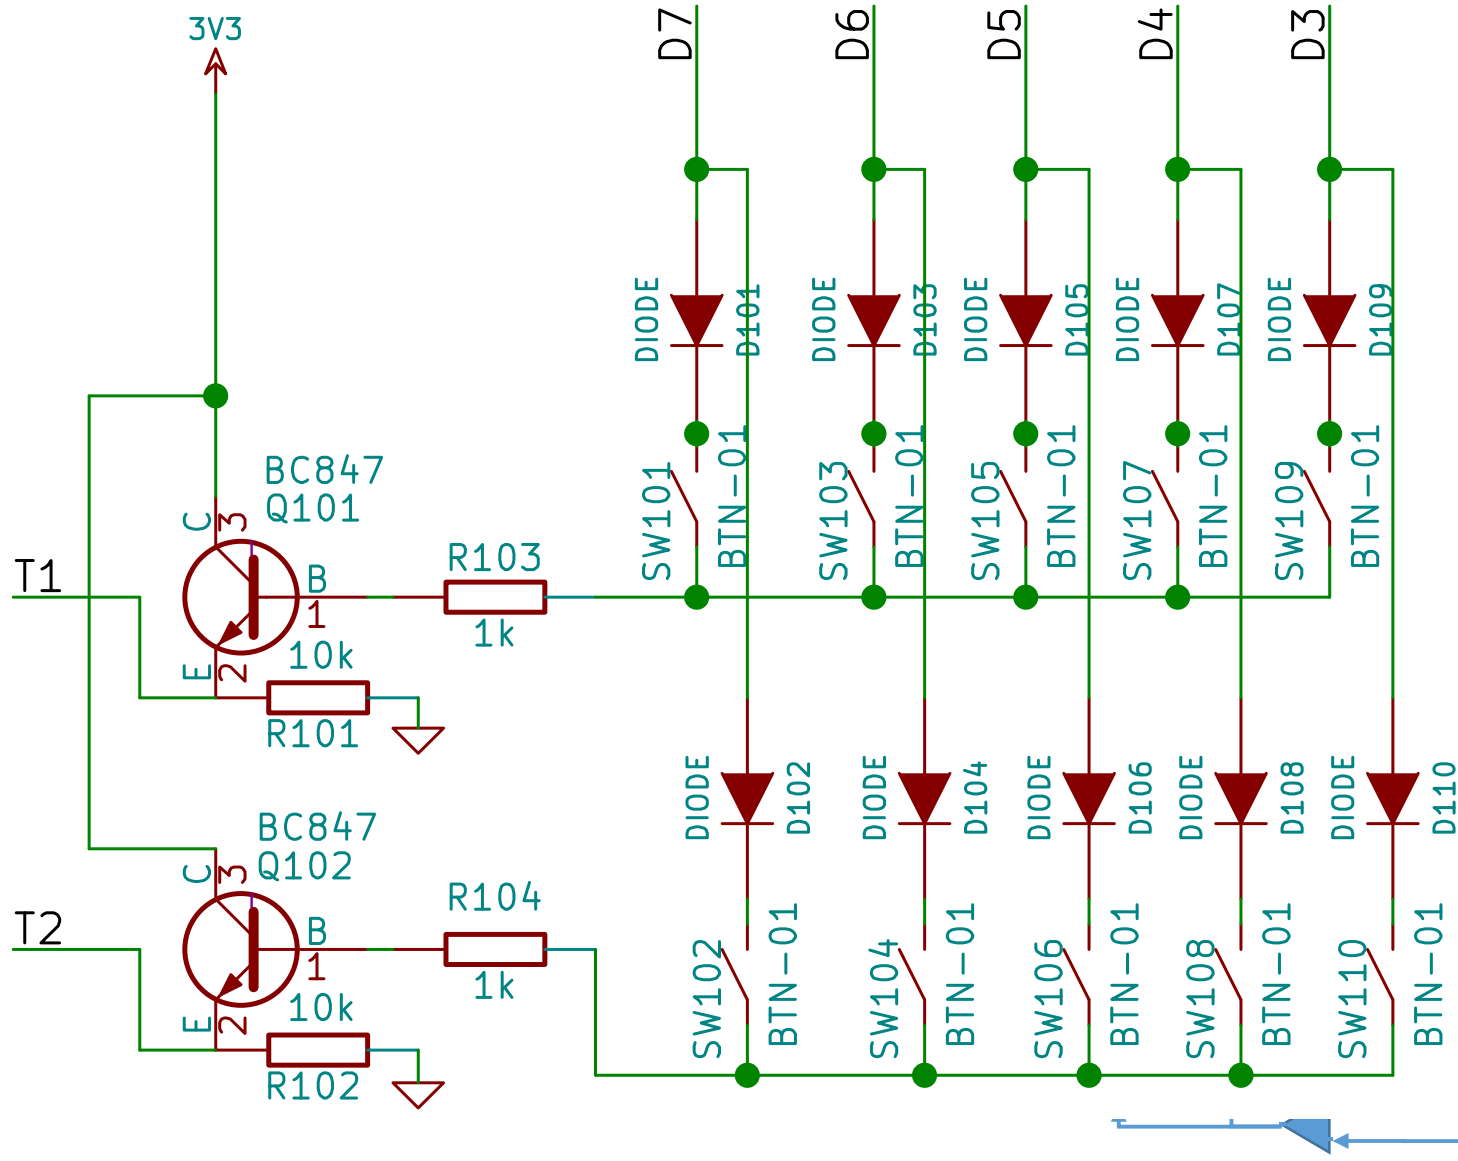 3V3
D7
D6
D5
D4
D3
DIODE
D101
DIODE
D103
DIODE
D105
DIODE
D107
DIODE
D109
SW101
BTN-01
SW103
BTN-01
SW105
BTN-01
SW107
BTN-01
SW109
BTN-01
BC847
Q101
C
3
T1
B
1
E
2
R103
1k
10k
R101
DIODE
D102
DIODE
D104
DIODE
D106
DIODE
D108
DIODE
D110
BC847
Q102
C
3
T2
B
1
E
2
R104
1k
10k
R102
SW102
BTN-01
SW104
BTN-01
SW106
BTN-01
SW108
BTN-01
SW110
BTN-01